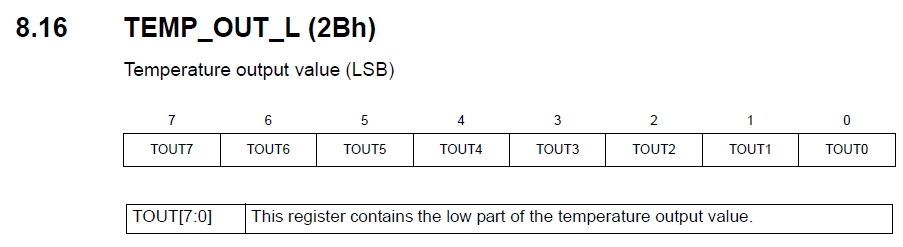 8.16 TEMP_OUT_L (2Bh)
Temperature output value (LSB)
7 6 5 4 3 2 1 0
TOUT7 TOUT6 TOUT5 TOUT4 TOUT3 TOUT2 TOUT1 TOUT0
TOUT[7:0] This register contains the low part of the temperature output value.